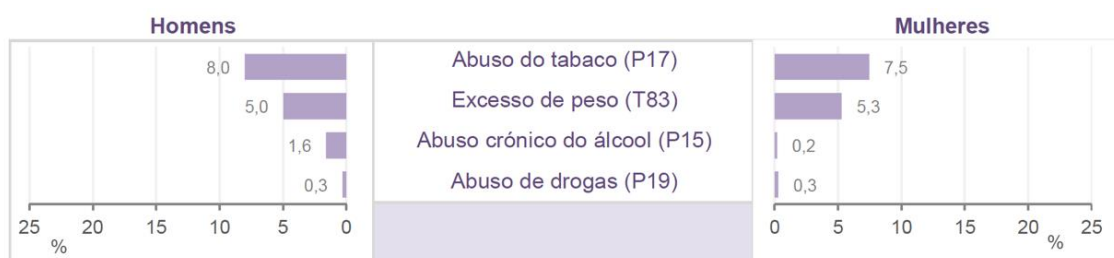 Homens
Mulheres
8,0
Abuso do tabaco (P17)
7,5
5,0
Excesso de peso (T83)
5,3
1,6
Abuso crónico do álcool (P15)
0,2
0,3
Abuso de drogas (P19)
0,3
25 20 15 10 5 0
%
0 5 10 15 20 25
%